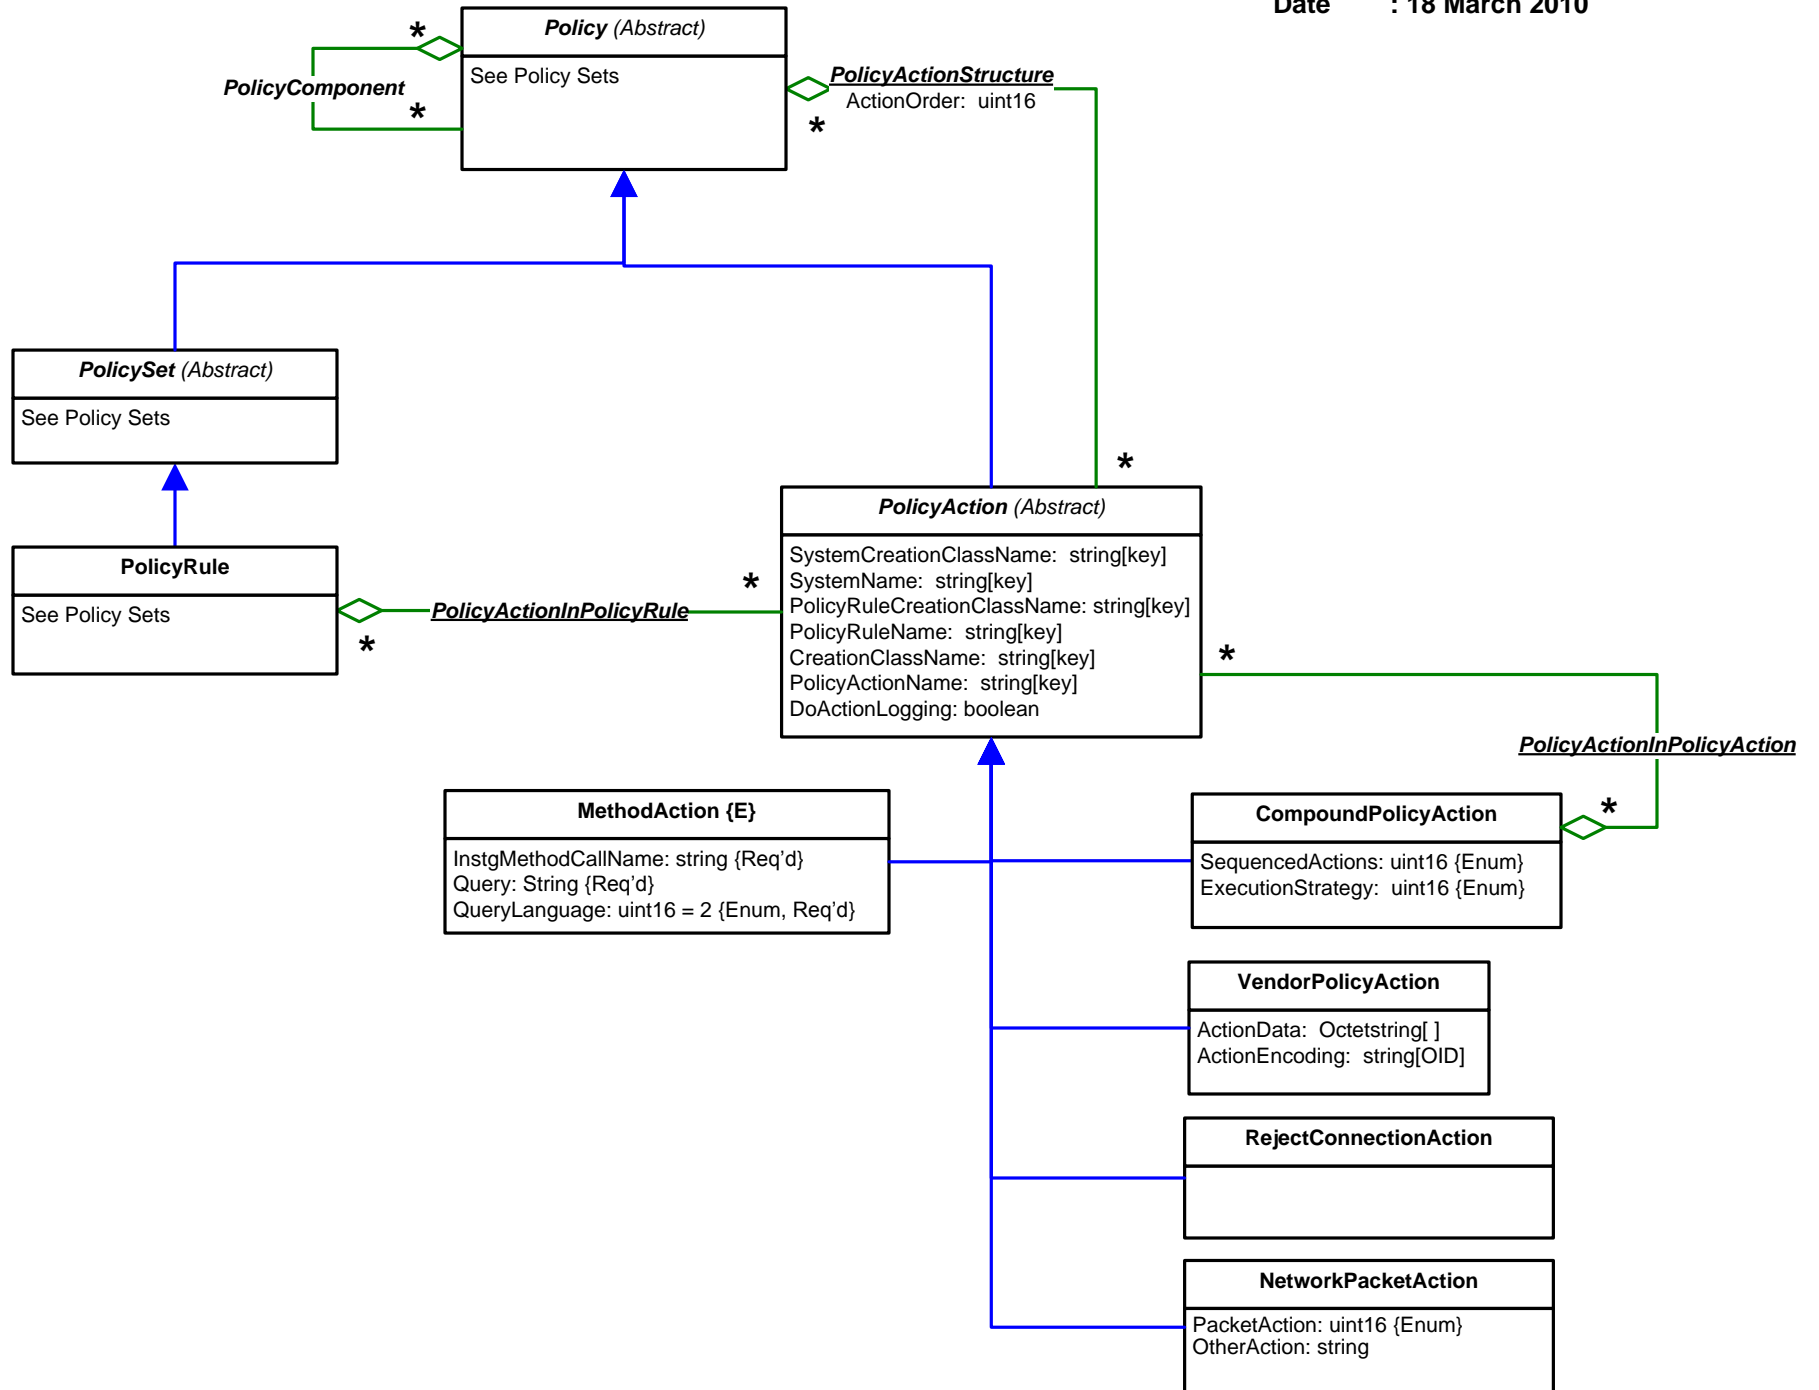 Date : 18 March 2010
*
Policy (Abstract)
See Policy Sets
PolicyComponent
*
PolicyActionStructure
ActionOrder: uint16
*
PolicySet (Abstract)
See Policy Sets
*
PolicyAction (Abstract)
SystemCreationClassName: string[key]
SystemName: string[key]
PolicyRuleCreationClassName: string[key]
PolicyRuleName: string[key]
CreationClassName: string[key]
PolicyActionName: string[key]
DoActionLogging: boolean
PolicyRule
See Policy Sets
*
PolicyActionInPolicyRule
*
*
PolicyActionInPolicyAction
*
MethodAction {E}
InstgMethodCallName: string {Req’d}
Query: String {Req’d}
QueryLanguage: uint16 = 2 {Enum, Req’d}
CompoundPolicyAction
SequencedActions: uint16 {Enum}
ExecutionStrategy: uint16 {Enum}
VendorPolicyAction
ActionData: Octetstring[ ]
ActionEncoding: string[OID]
RejectConnectionAction
NetworkPacketAction
PacketAction: uint16 {Enum}
OtherAction: string